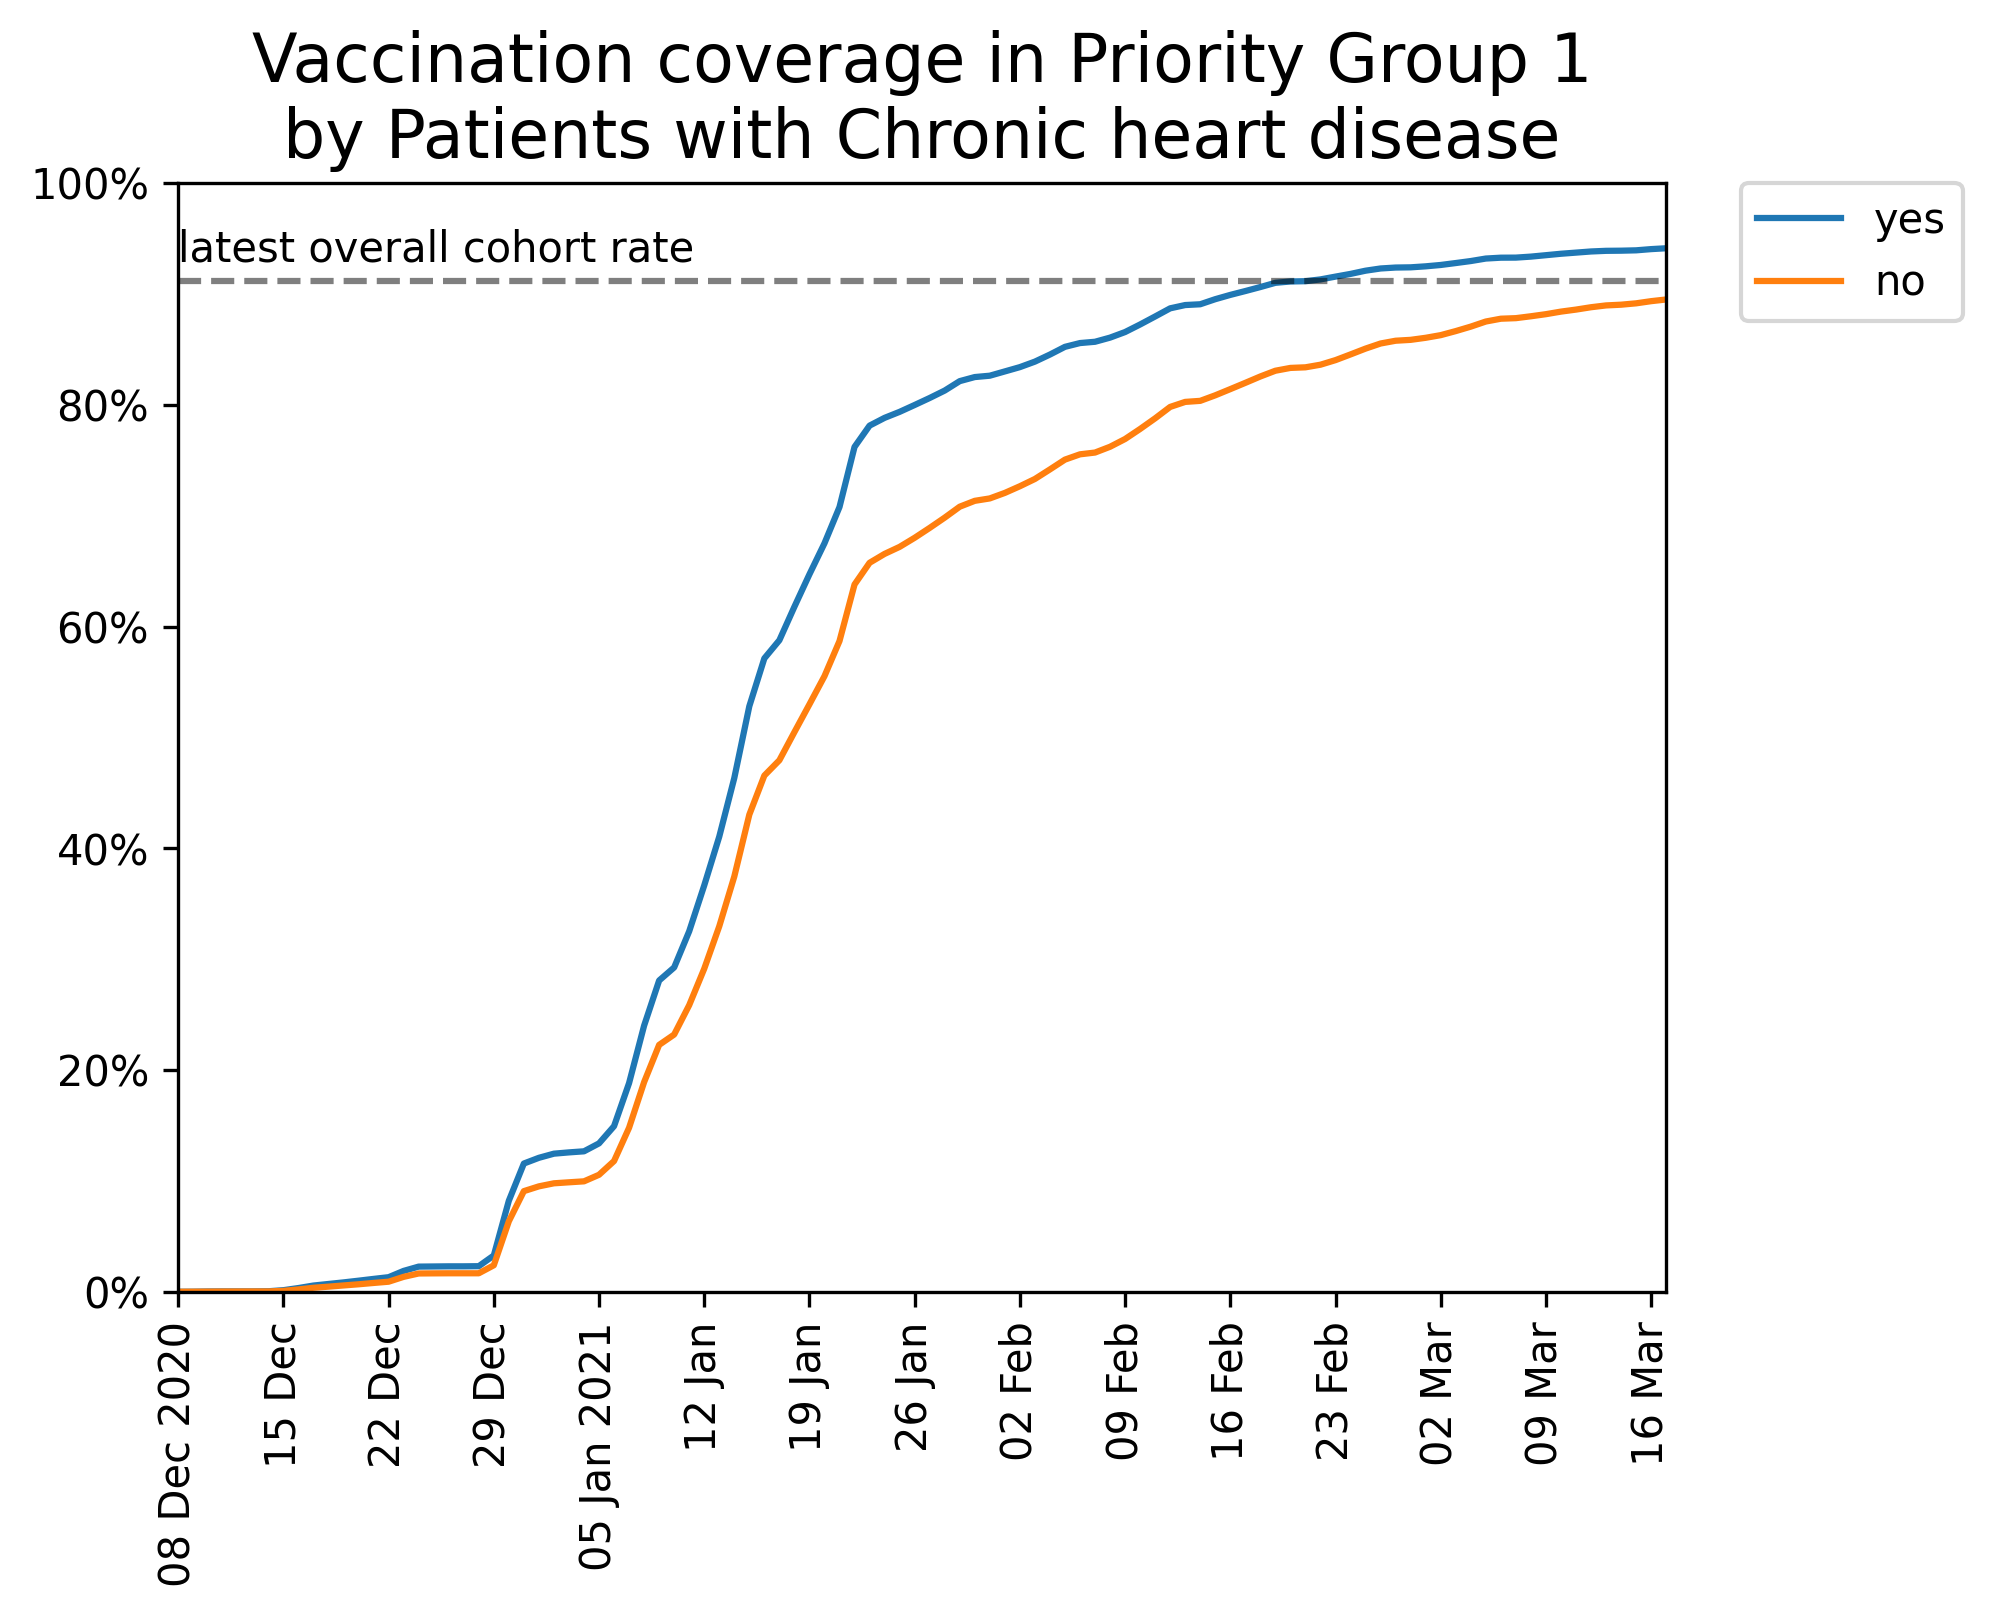 Vaccination coverage in Priority Group 1
by Patients with Chronic heart disease
100%
80%
60%
40%
20%
0%
latest overall cohort rate
yes
no
08 Dec 2020
15 Dec
22 Dec
29 Dec
05 Jan 2021
12 Jan
19 Jan
26 Jan
02 Feb
09 Feb
16 Feb
23 Feb
02 Mar
09 Mar
16 Mar